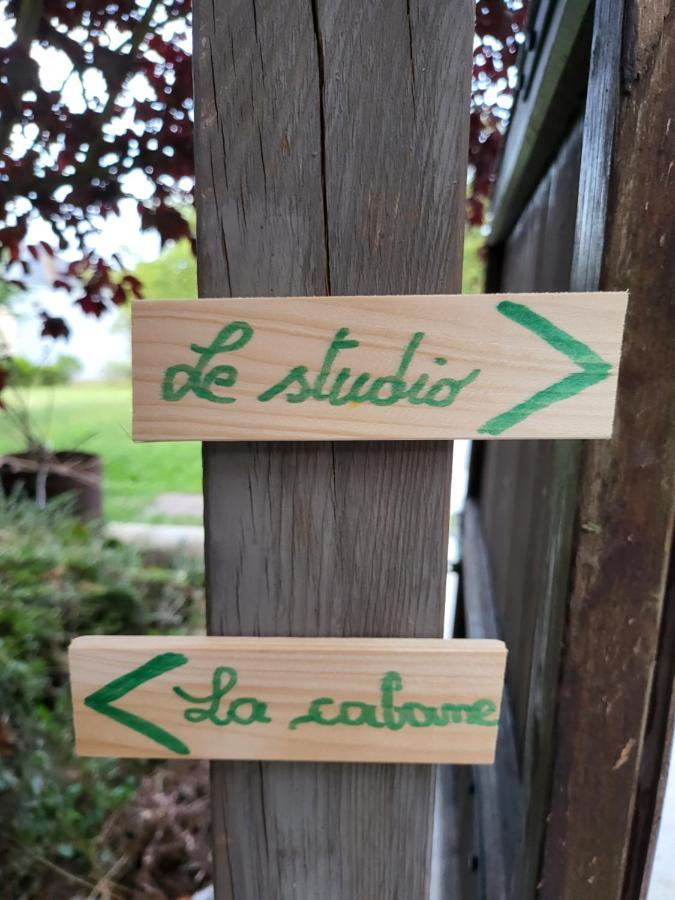 Le studio >
< La cabane